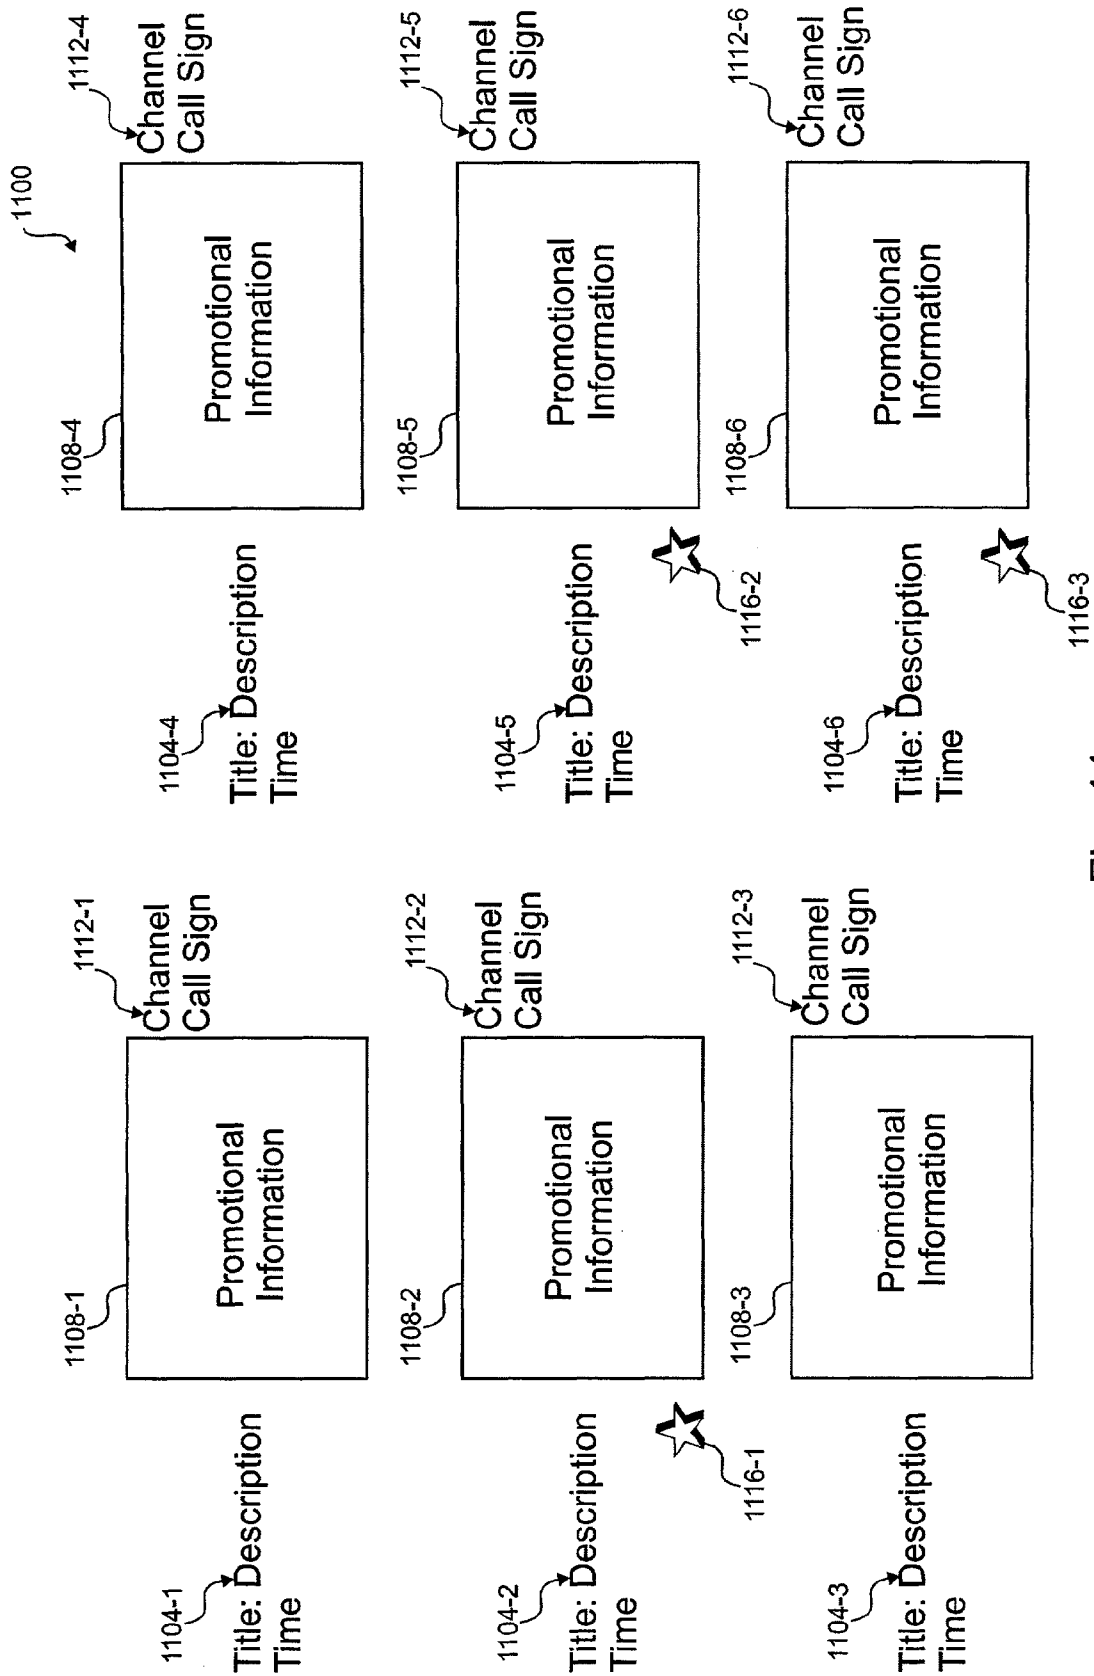 1100
1112-1
1108-1
1104-1
Title: Description
Time
Promotional
Information
Channel
Call Sign
1112-4
1108-4
1104-4
Title: Description
Time
Promotional
Information
Channel
Call Sign
1112-2
1108-2
1104-2
Title: Description
Time
Promotional
Information
Channel
Call Sign
1116-1
1112-5
1108-5
1104-5
Title: Description
Time
Promotional
Information
Channel
Call Sign
1116-2
1112-3
1108-3
1104-3
Title: Description
Time
Promotional
Information
Channel
Call Sign
1112-6
1108-6
1104-6
Title: Description
Time
Promotional
Information
Channel
Call Sign
1116-3